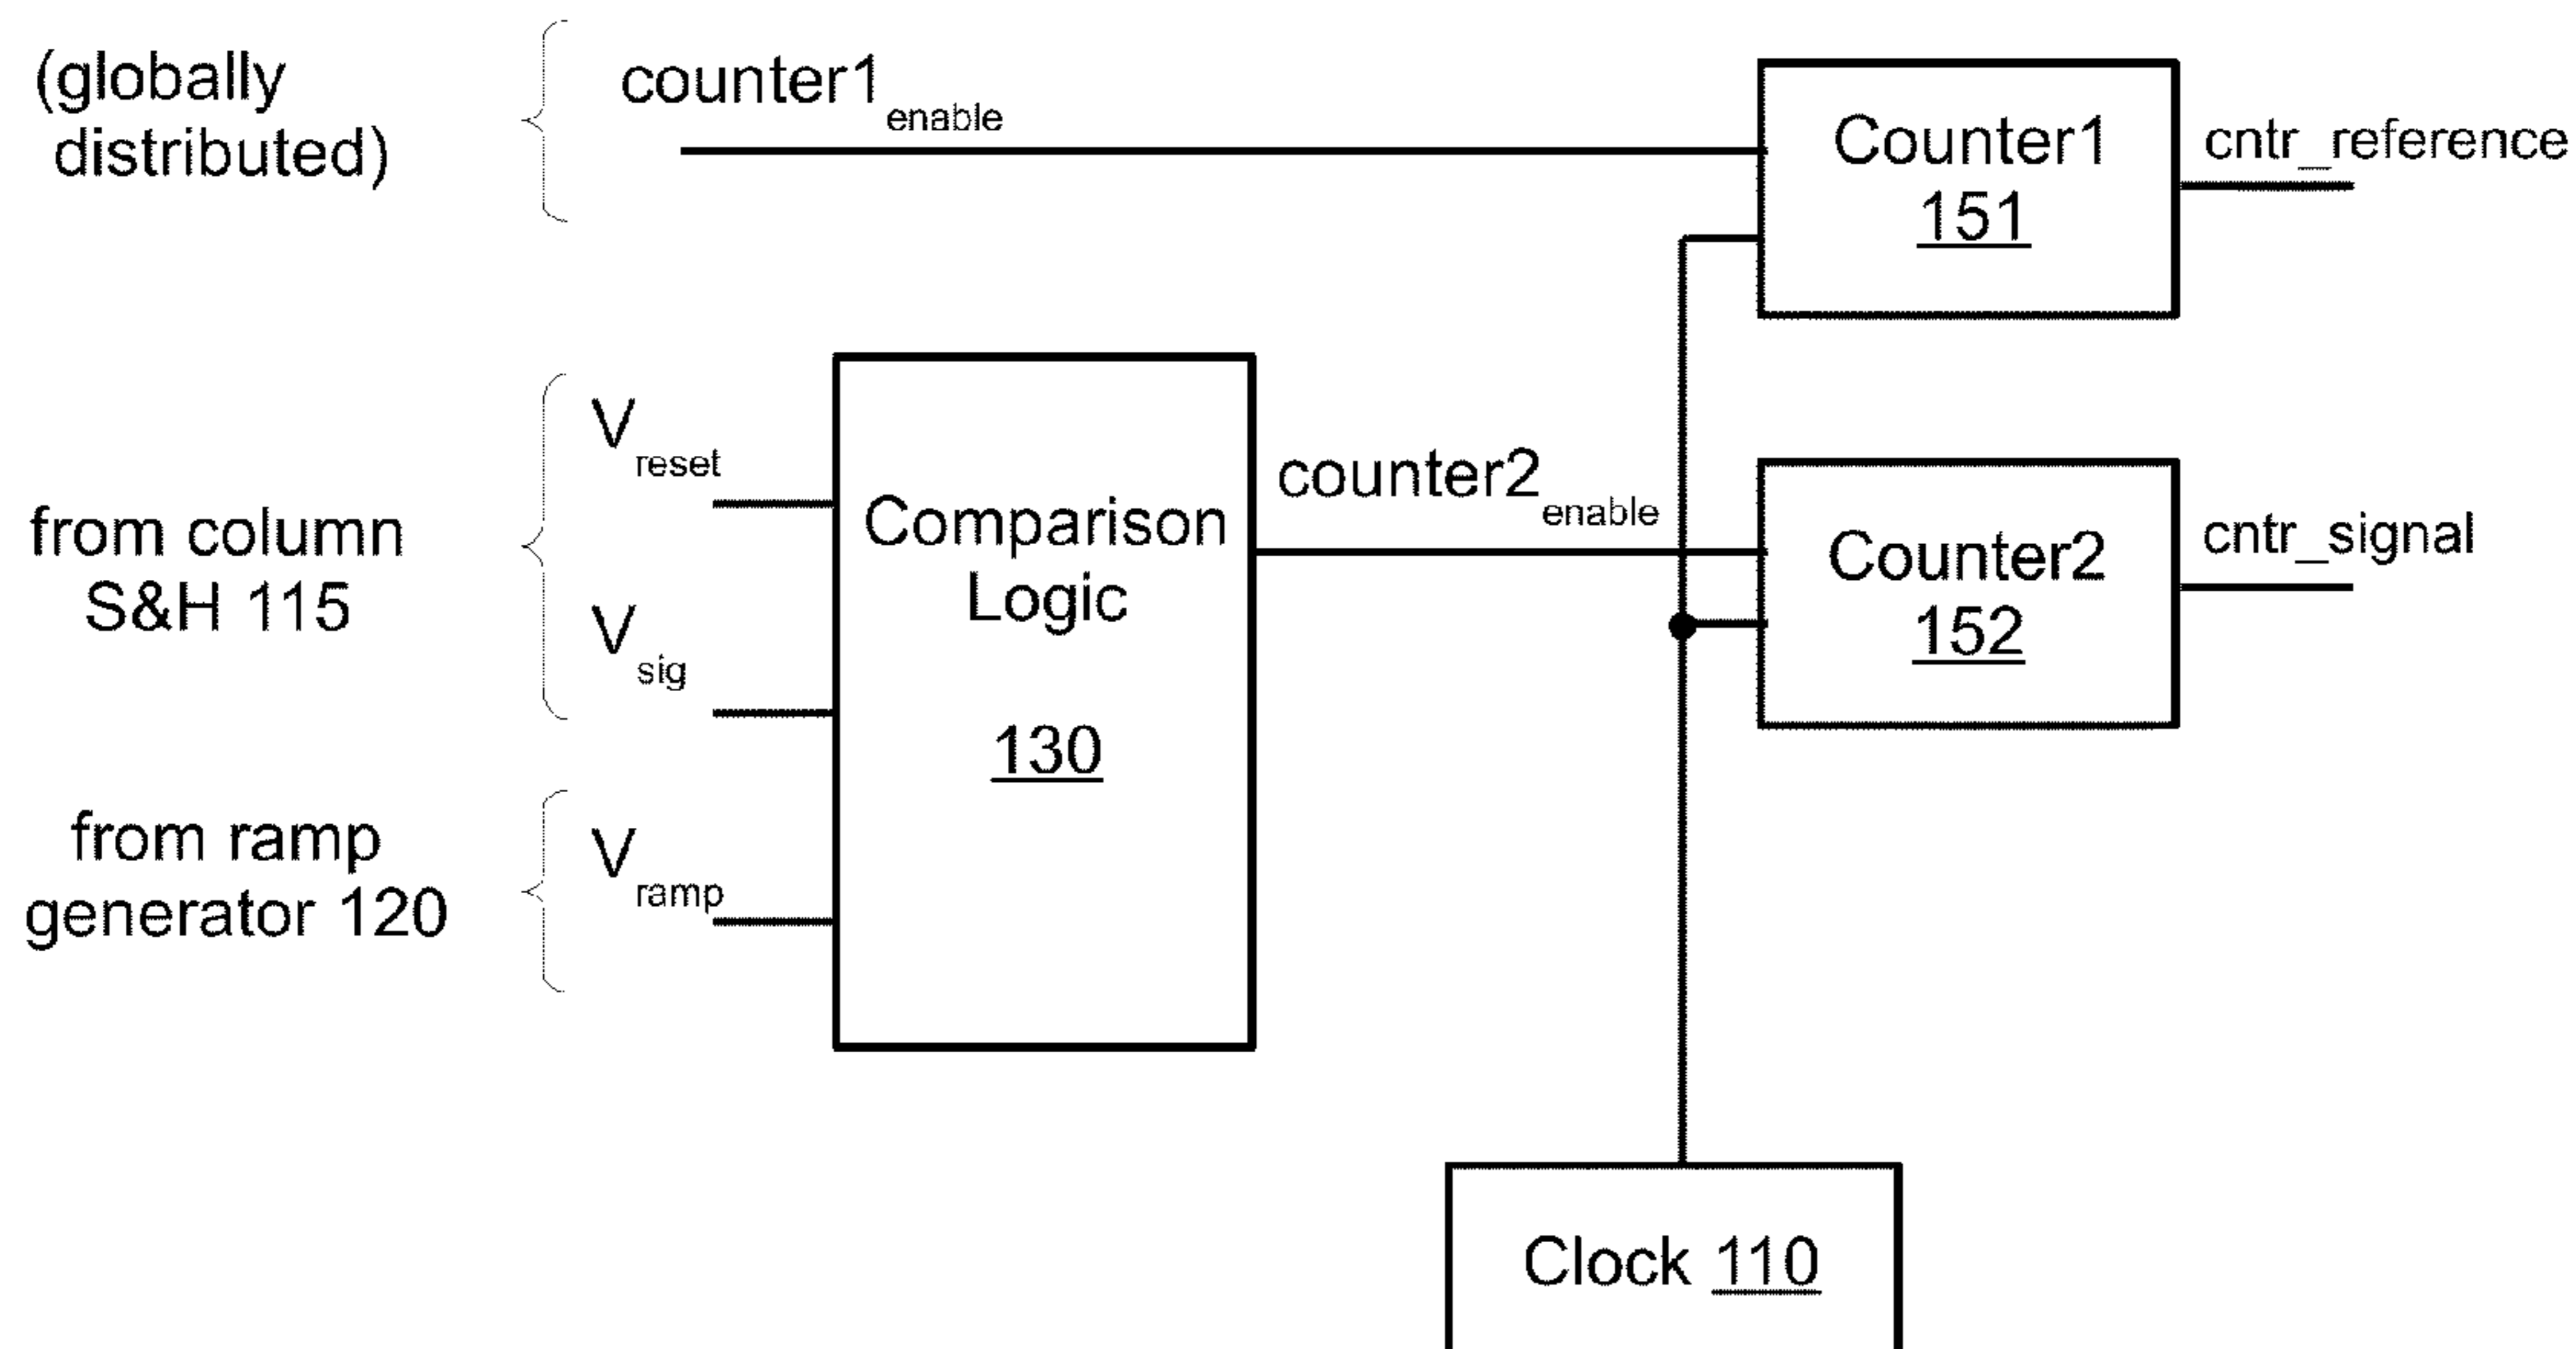 (globally
distributed)
counter1enable
Counter1
151
cntr_reference
from column
S&H 115
Vreset
Vsig
Comparison
Logic
130
counter2enable
Counter2
152
cntr_signal
from ramp
generator 120
Vramp
Clock 110